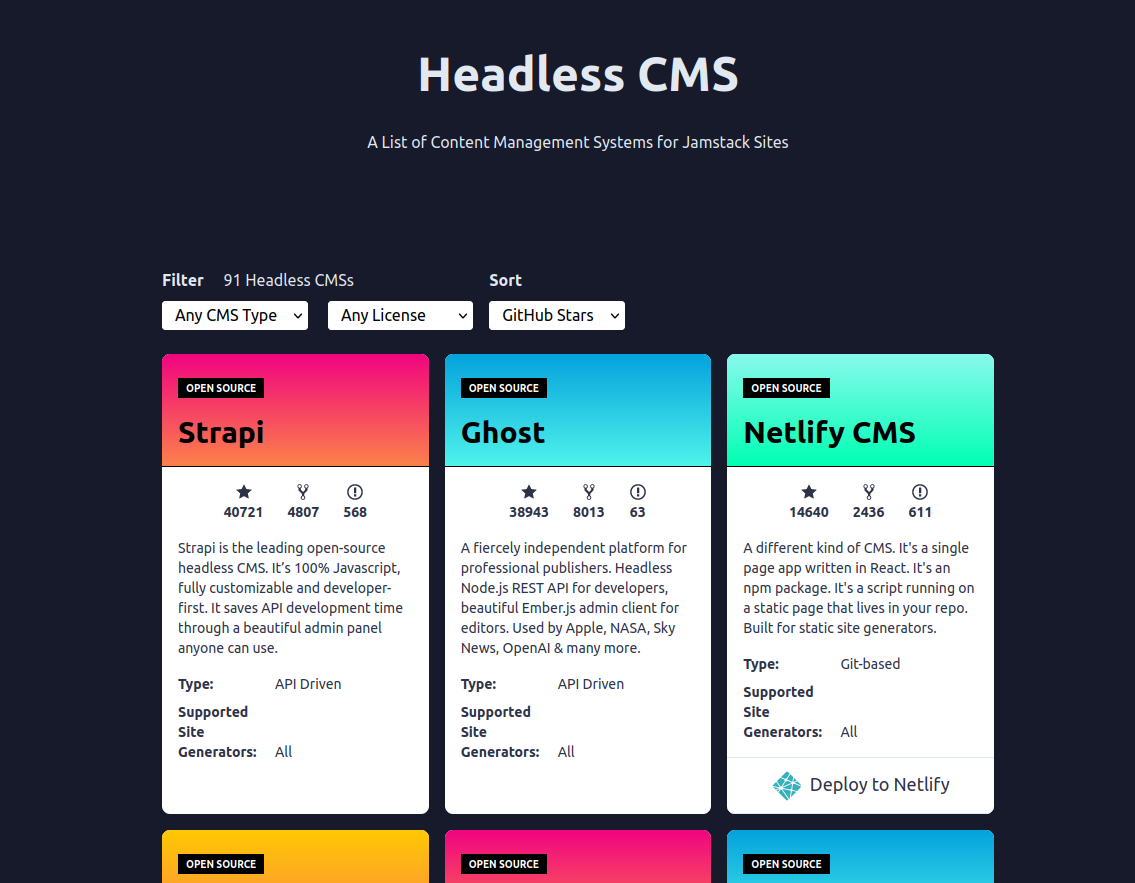 Headless CMS
A List of Content Management Systems for Jamstack Sites
Filter 91 Headless CMSs Sort
Any CMS Type Any License GitHub Stars
OPEN SOURCE
Strapi
40721 4807 568
Strapi is the leading open-source
headless CMS. It’s 100% Javascript,
fully customizable and developer-
first. It saves API development time
through a beautiful admin panel
anyone can use.
Type: API Driven
Supported
Site
Generators: All
OPEN SOURCE
Ghost
38943 8013 63
A fiercely independent platform for
professional publishers. Headless
Node.js REST API for developers,
beautiful Ember.js admin client for
editors. Used by Apple, NASA, Sky
News, OpenAI & many more.
Type: API Driven
Supported
Site
Generators: All
OPEN SOURCE
Netlify CMS
14640 2436 611
A different kind of CMS. It's a single
page app written in React. It's an
npm package. It's a script running on
a static page that lives in your repo.
Built for static site generators.
Type: Git-based
Supported
Site
Generators: All
Deploy to Netlify
OPEN SOURCE
OPEN SOURCE
OPEN SOURCE